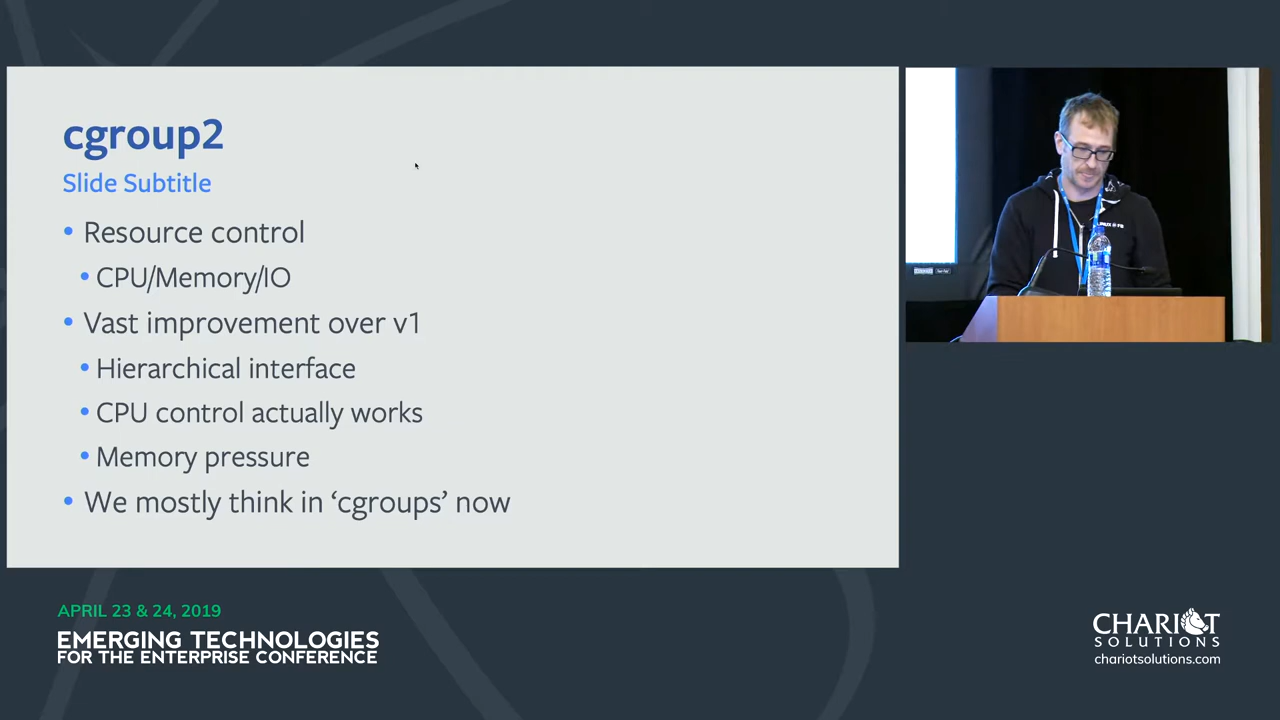 cgroup2
Slide Subtitle
• Resource control
• CPU/Memory/IO
• Vast improvement over v1
• Hierarchical interface
• CPU control actually works
• Memory pressure
• We mostly think in ‘cgroups’ now
APRIL 23 & 24, 2019
EMERGING TECHNOLOGIES
FOR THE ENTERPRISE CONFERENCE
CHARIOT
SOLUTIONS
chariotsolutions.com